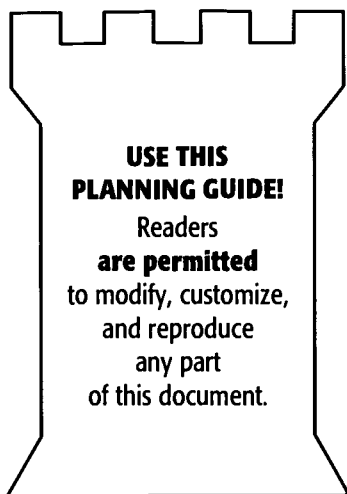 USE THIS
PLANNING GUIDE!
Readers
are permitted
to modify, customize,
and reproduce
any part
of this document.